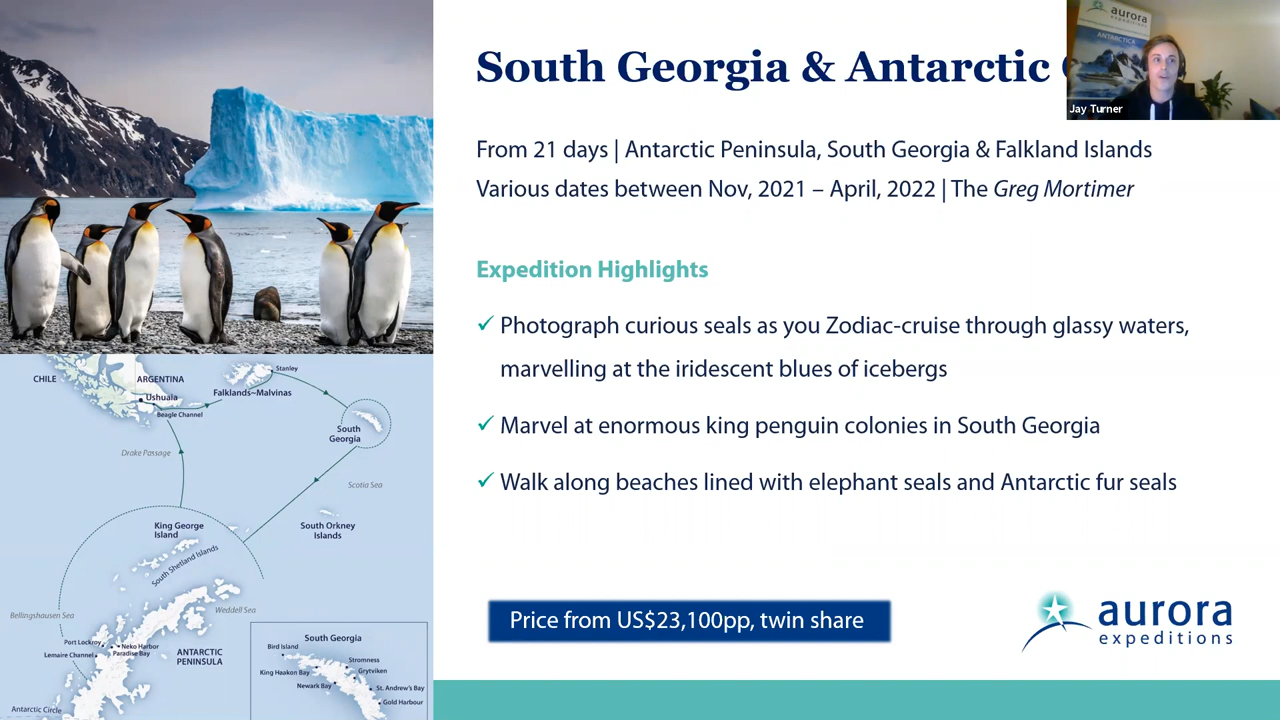 South Georgia & Antarctic
aurora
expeditions
ANTARCTICA
Jay Turner
From 21 days | Antarctic Peninsula, South Georgia & Falkland Islands
Various dates between Nov, 2021 – April, 2022 | The Greg Mortimer
Expedition Highlights
✓ Photograph curious seals as you Zodiac-cruise through glassy waters,
marvelling at the iridescent blues of icebergs
✓ Marvel at enormous king penguin colonies in South Georgia
✓ Walk along beaches lined with elephant seals and Antarctic fur seals
Price from US$23,100pp, twin share
aurora
expeditions
CHILE
ARGENTINA
Ushuaia
Beagle Channel
Stanley
Falklands~Malvinas
South
Georgia
Drake Passage
Scotia Sea
King George
Island
South Orkney
Islands
South Shetland Islands
Bellingshausen Sea
Weddell Sea
Port Lockroy
Neko Harbor
Paradise Bay
Lemaire Channel
ANTARCTIC
PENINSULA
Antarctic Circle
South Georgia
Bird Island
Stromness
King Haakon Bay
Grytviken
Newark Bay
St. Andrew's Bay
Gold Harbour